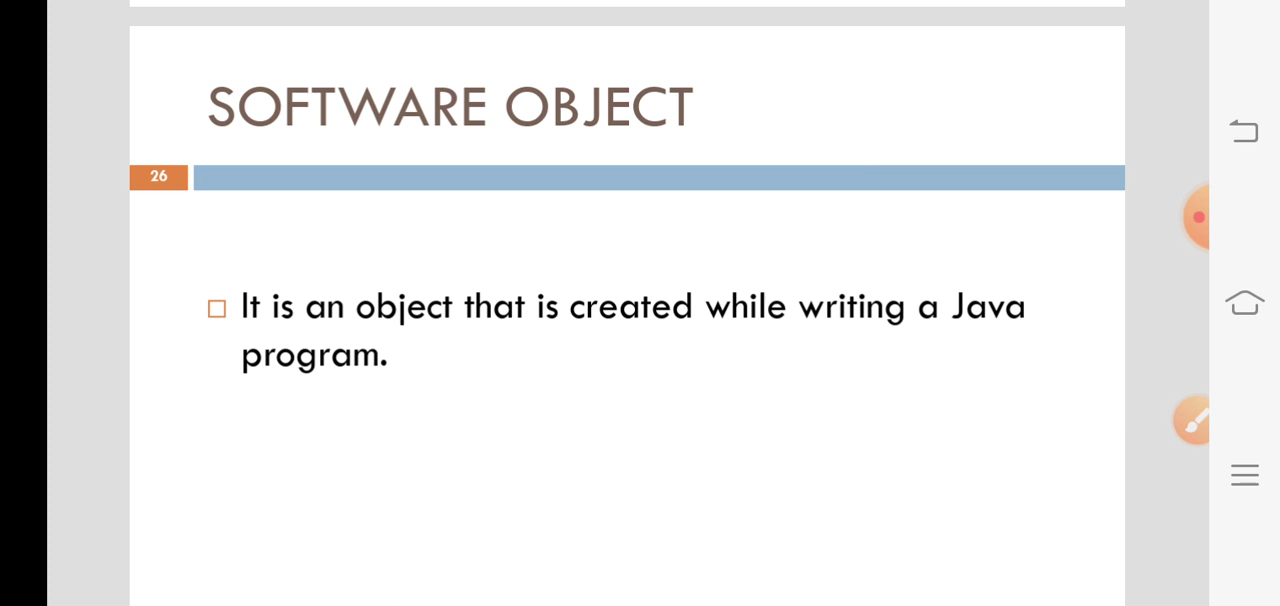 SOFTWARE OBJECT
26
It is an object that is created while writing a Java
program.